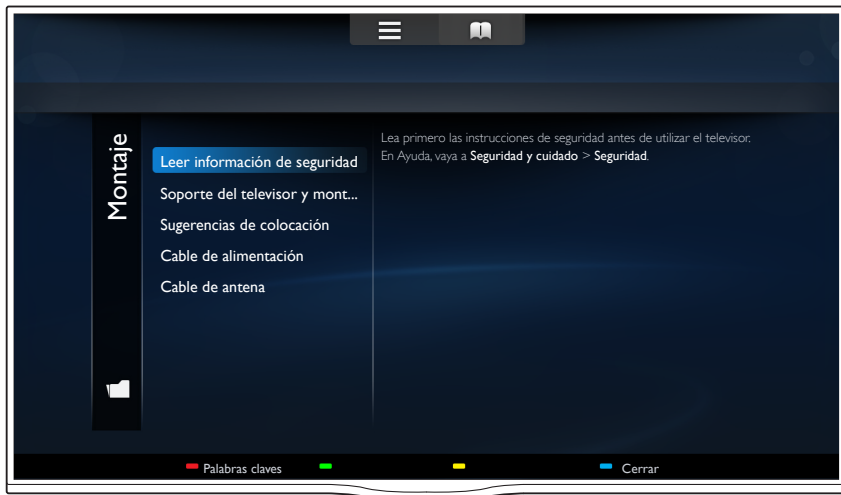 Montaje
Leer información de seguridad
Soporte del televisor y mont...
Sugerencias de colocación
Cable de alimentación
Cable de antena
Lea primero las instrucciones de seguridad antes de utilizar el televisor.
En Ayuda, vaya a Seguridad y cuidado > Seguridad.
Palabras claves
Cerrar